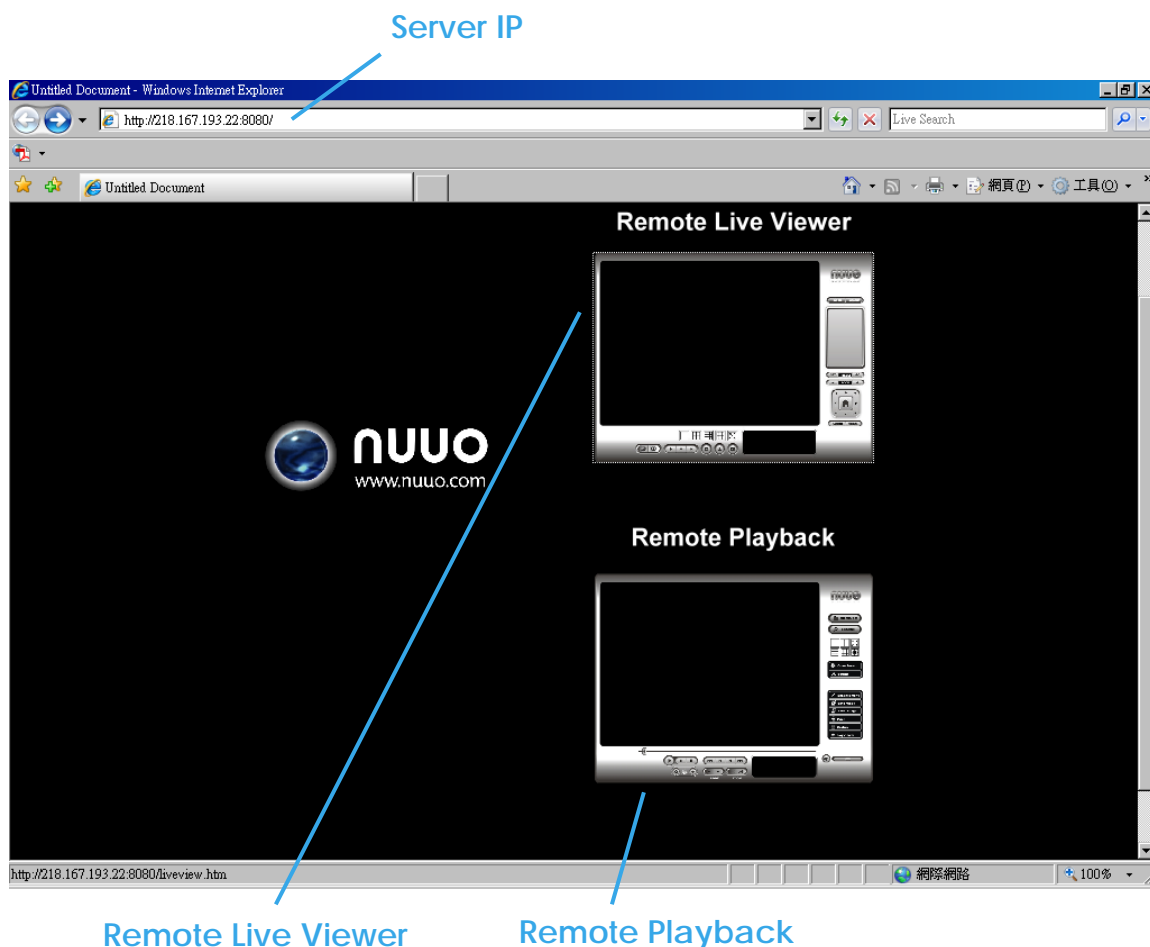 Server IP
Untitled Document - Windows Internet Explorer
http://218.167.193.22:8080/
Live Search
Untitled Document
網頁(P)
工具(O)
Remote Live Viewer
nuuo
nuuo
www.nuuo.com
Remote Playback
nuuo
http://218.167.193.22:8080/liveview.htm
網際網路
100%
Remote Live Viewer
Remote Playback